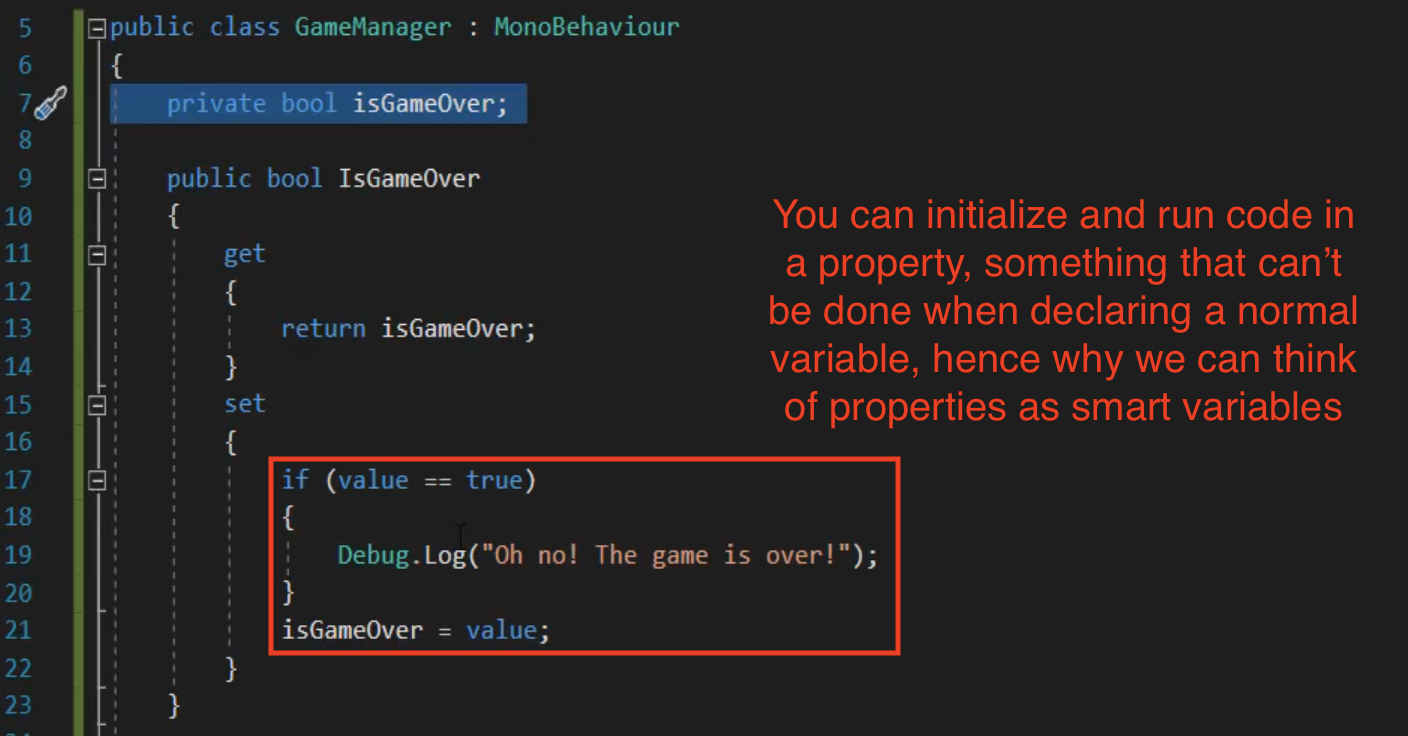 5 public class GameManager : MonoBehaviour
6 {
7 private bool isGameOver;
8
9 public bool IsGameOver
10 {
11 get
12 {
13 return isGameOver;
14 }
15 set
16 {
17 if (value == true)
18 {
19 Debug.Log("Oh no! The game is over!");
20 }
21 isGameOver = value;
22 }
23 }
You can initialize and run code in
a property, something that can’t
be done when declaring a normal
variable, hence why we can think
of properties as smart variables